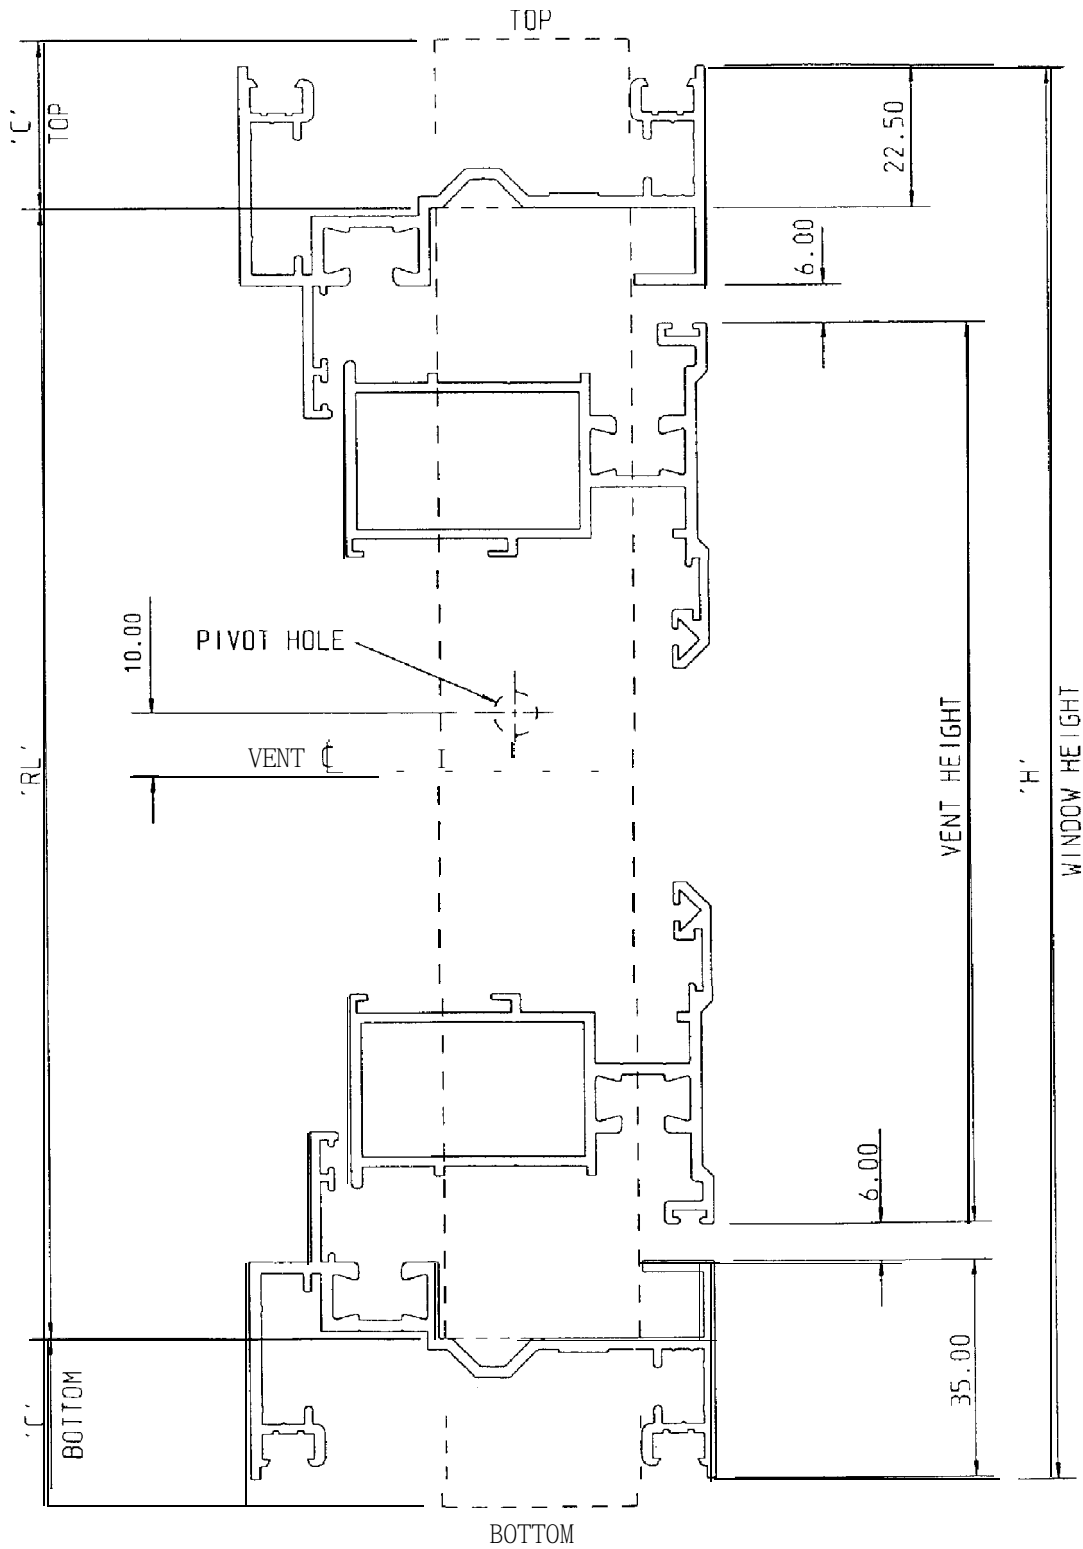 TOP
'C'
TOP
22.50
6.00
10.00
PIVOT HOLE
VENT ℄
'RL'
VENT HEIGHT
'H'
WINDOW HEIGHT
6.00
35.00
'C'
BOTTOM
BOTTOM